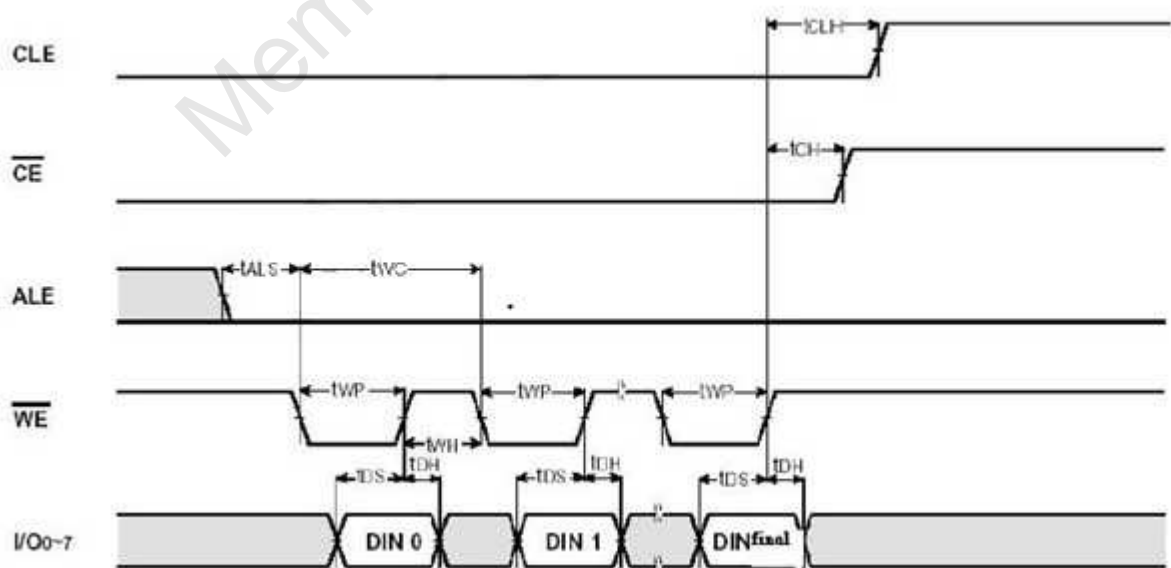 Mem
CLE
tCLH
CE
tCH
ALE
tALS
tWC
WE
tWP
tWP
tWP
tWH
tDS
tDH
tDS
tDH
tDS
tDH
I/O0~7
DIN 0
DIN 1
DINfinal